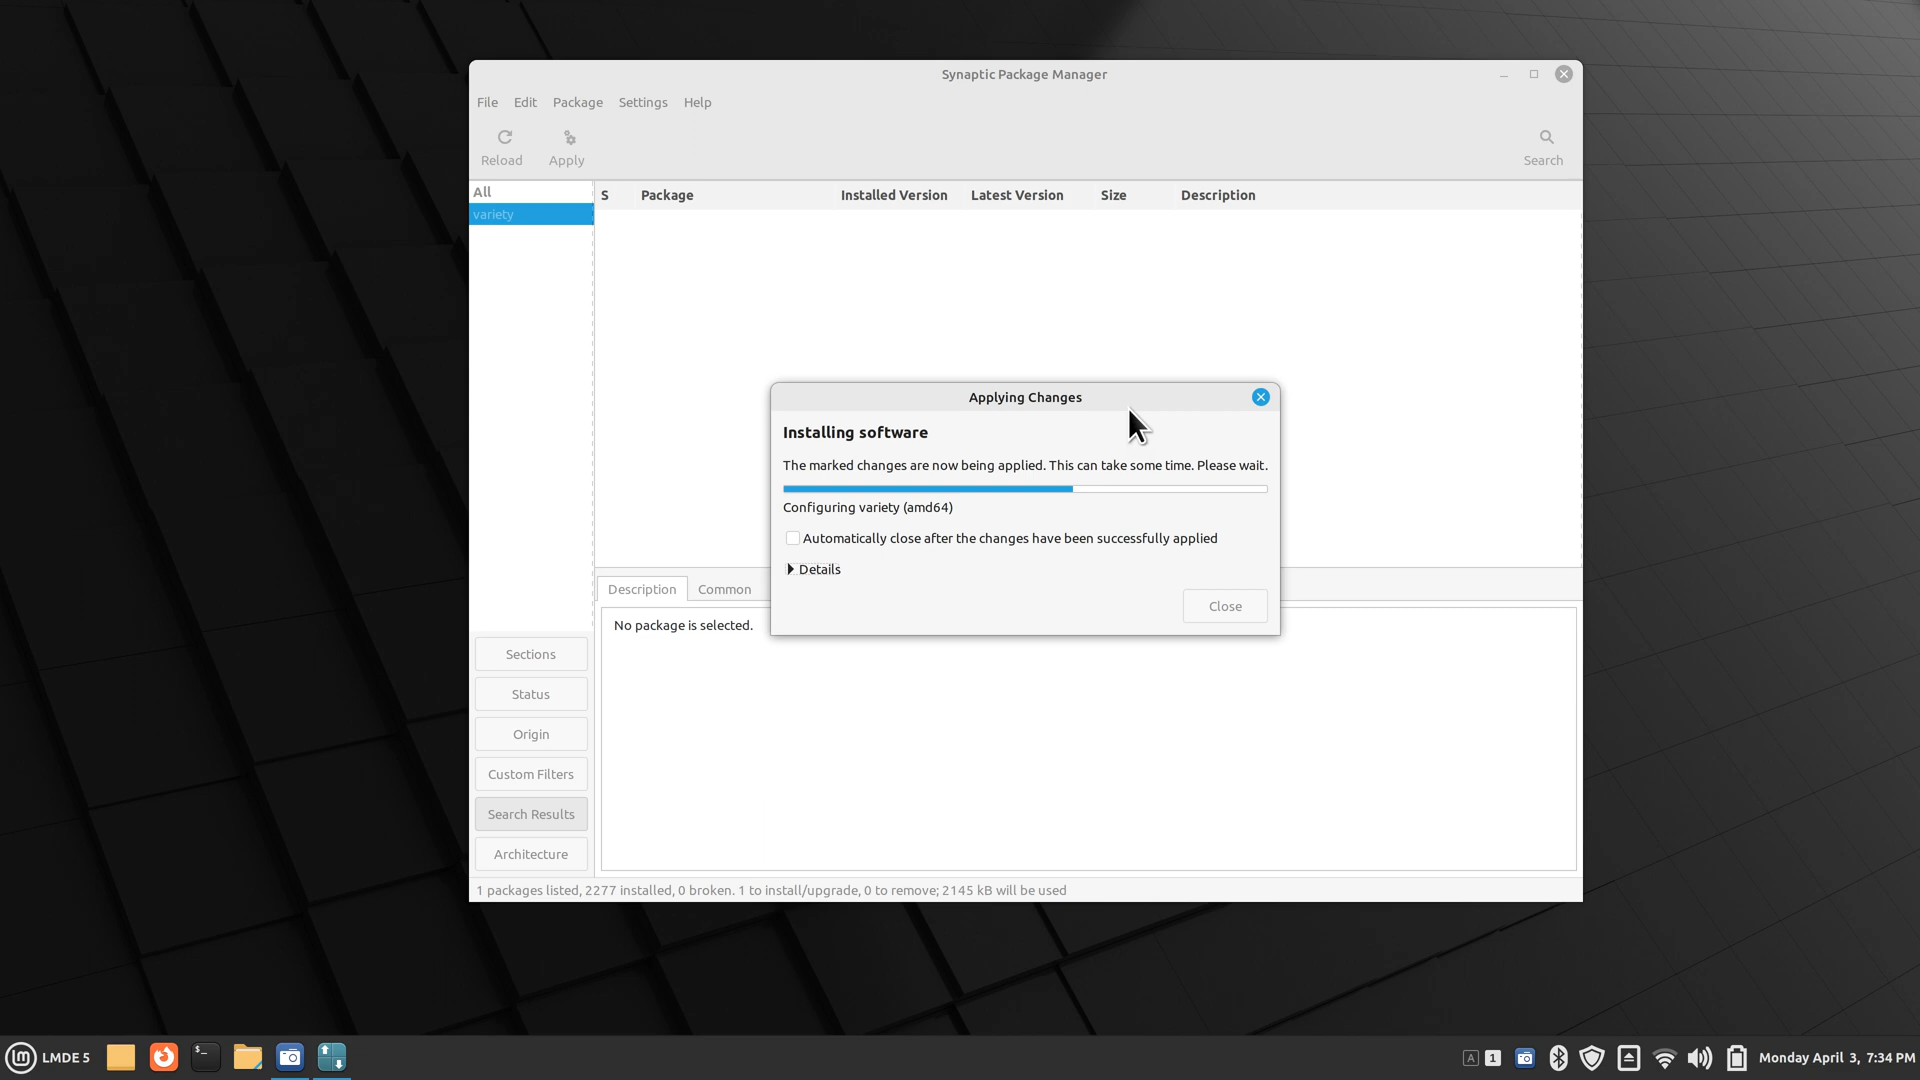 Synaptic Package Manager
File Edit Package Settings Help
Reload Apply Search
All
variety
S Package Installed Version Latest Version Size Description
Applying Changes
Installing software
The marked changes are now being applied. This can take some time. Please wait.
Configuring variety (amd64)
Automatically close after the changes have been successfully applied
Details
Close
Description Common
No package is selected.
Sections
Status
Origin
Custom Filters
Search Results
Architecture
1 packages listed, 2277 installed, 0 broken. 1 to install/upgrade, 0 to remove; 2145 kB will be used
LMDE 5 $_ A 1 Monday April 3, 7:34 PM